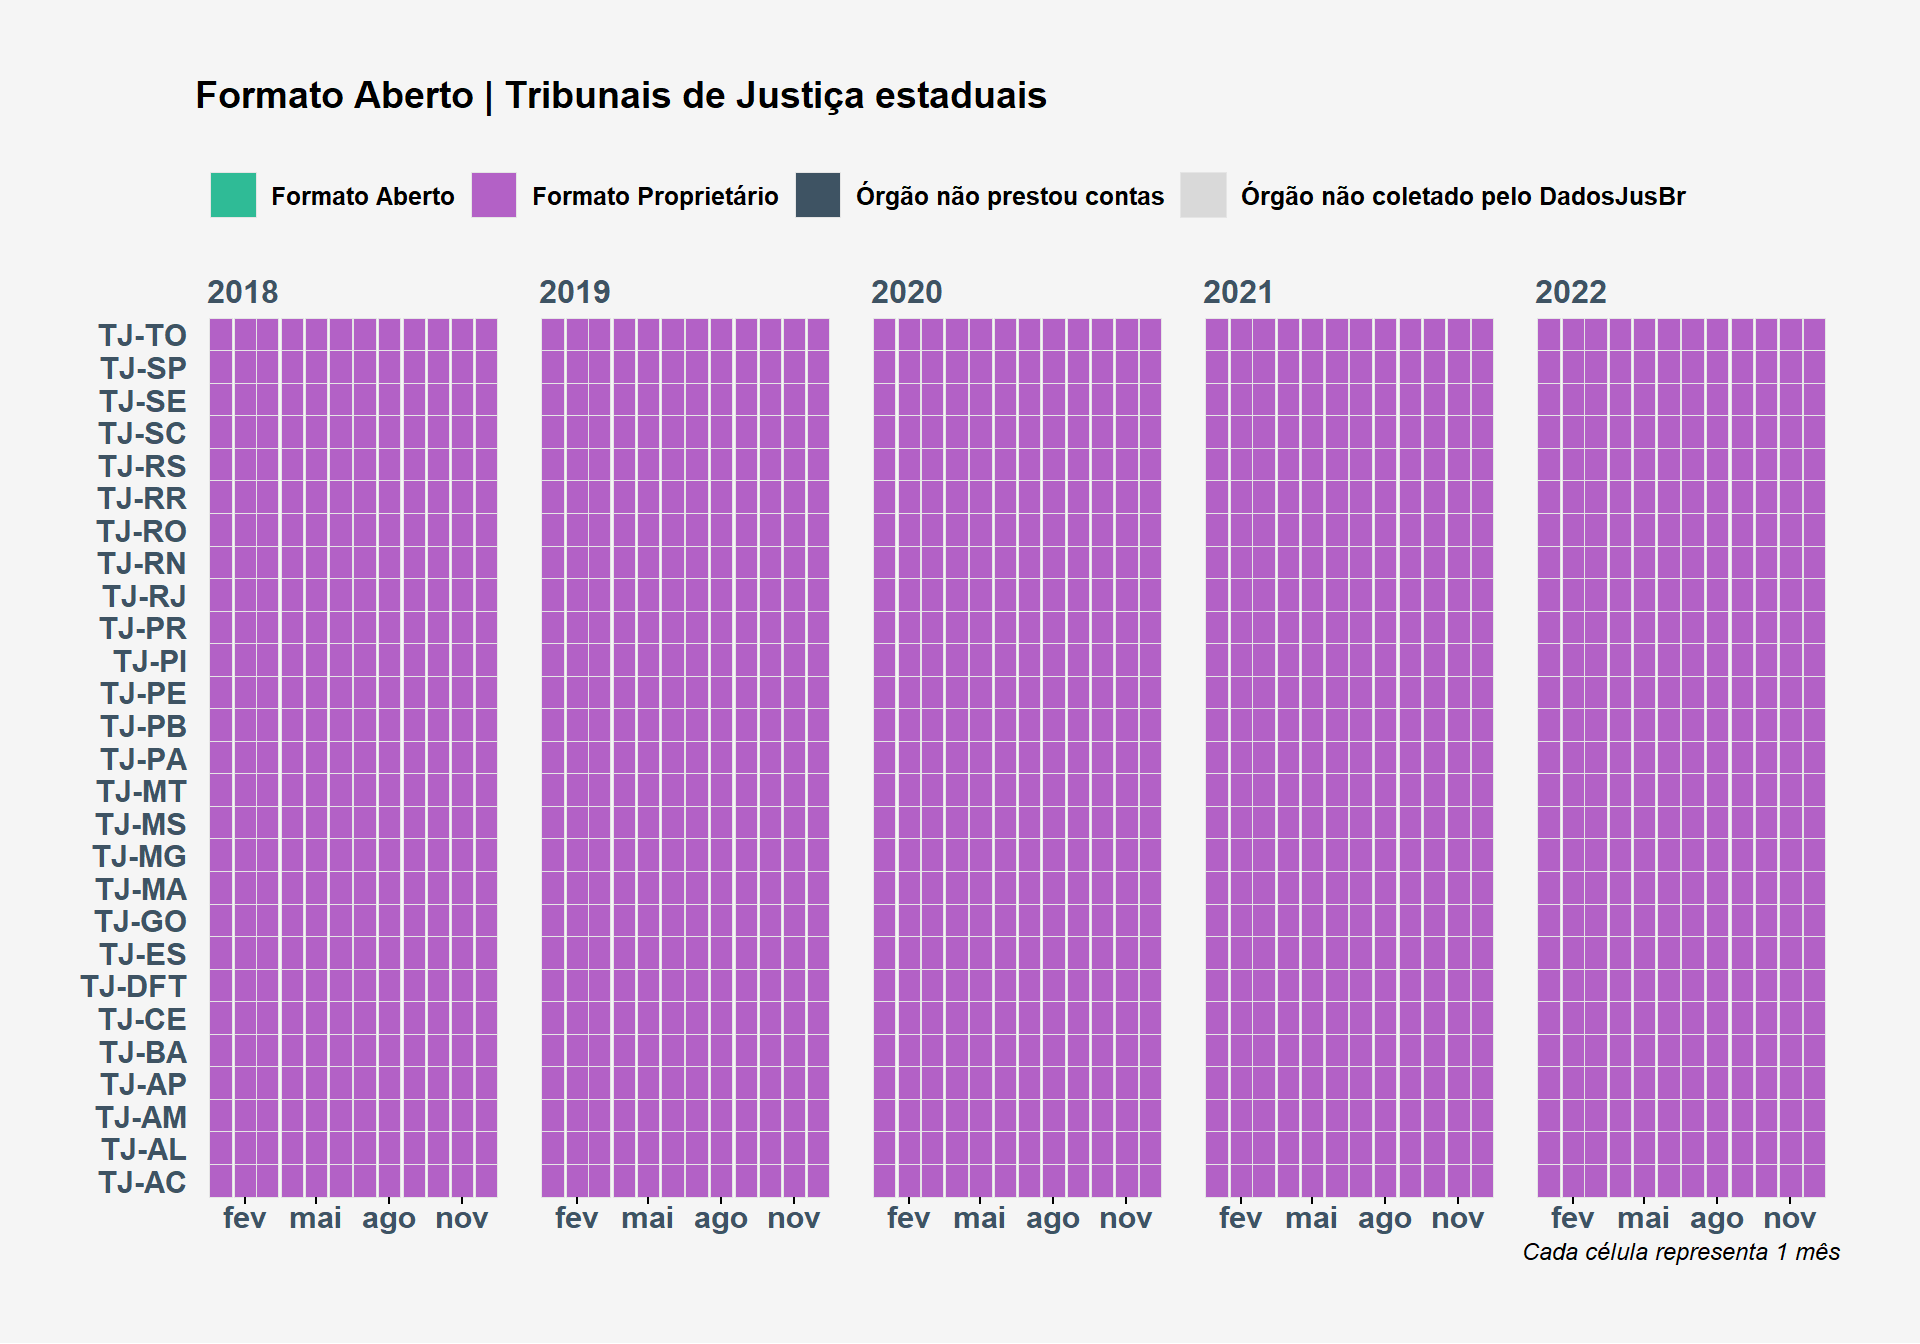 Formato Aberto | Tribunais de Justiça estaduais
Formato Aberto Formato Proprietário Órgão não prestou contas Órgão não coletado pelo DadosJusBr
2018 2019 2020 2021 2022
TJ-TO
TJ-SP
TJ-SE
TJ-SC
TJ-RS
TJ-RR
TJ-RO
TJ-RN
TJ-RJ
TJ-PR
TJ-PI
TJ-PE
TJ-PB
TJ-PA
TJ-MT
TJ-MS
TJ-MG
TJ-MA
TJ-GO
TJ-ES
TJ-DFT
TJ-CE
TJ-BA
TJ-AP
TJ-AM
TJ-AL
TJ-AC
fev mai ago nov fev mai ago nov fev mai ago nov fev mai ago nov fev mai ago nov
Cada célula representa 1 mês